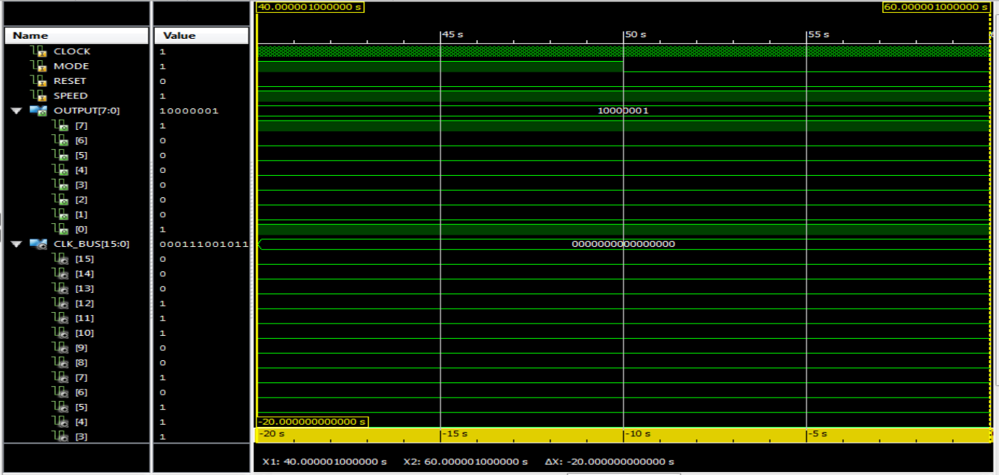 40.000001000000 s 60.000001000000 s
Name Value 45 s 50 s 55 s
CLOCK 1
MODE 1
RESET 0
SPEED 1
OUTPUT[7:0] 10000001 10000001
[7] 1
[6] 0
[5] 0
[4] 0
[3] 0
[2] 0
[1] 0
[0] 1
CLK_BUS[15:0] 000111001011 0000000000000000
[15] 0
[14] 0
[13] 0
[12] 1
[11] 1
[10] 1
[9] 0
[8] 0
[7] 1
[6] 0
[5] 1
[4] 1 -20.000000000000 s
[3] 1 -20 s -15 s -10 s -5 s
X1: 40.000001000000 s X2: 60.000001000000 s ΔX: -20.000000000000 s